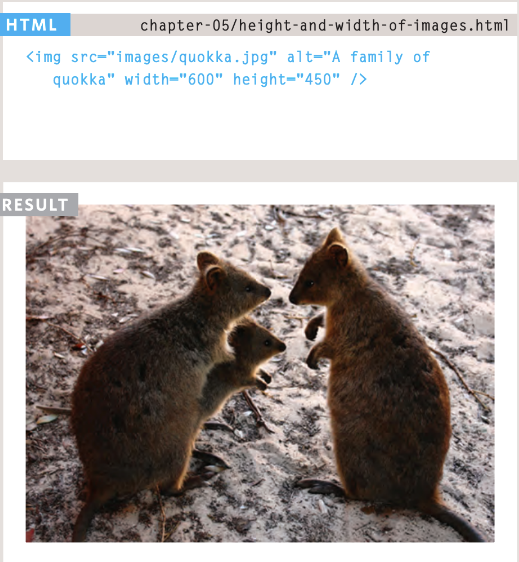 HTML
chapter-05/height-and-width-of-images.html
<img src="images/quokka.jpg" alt="A family of
quokka" width="600" height="450" />
RESULT